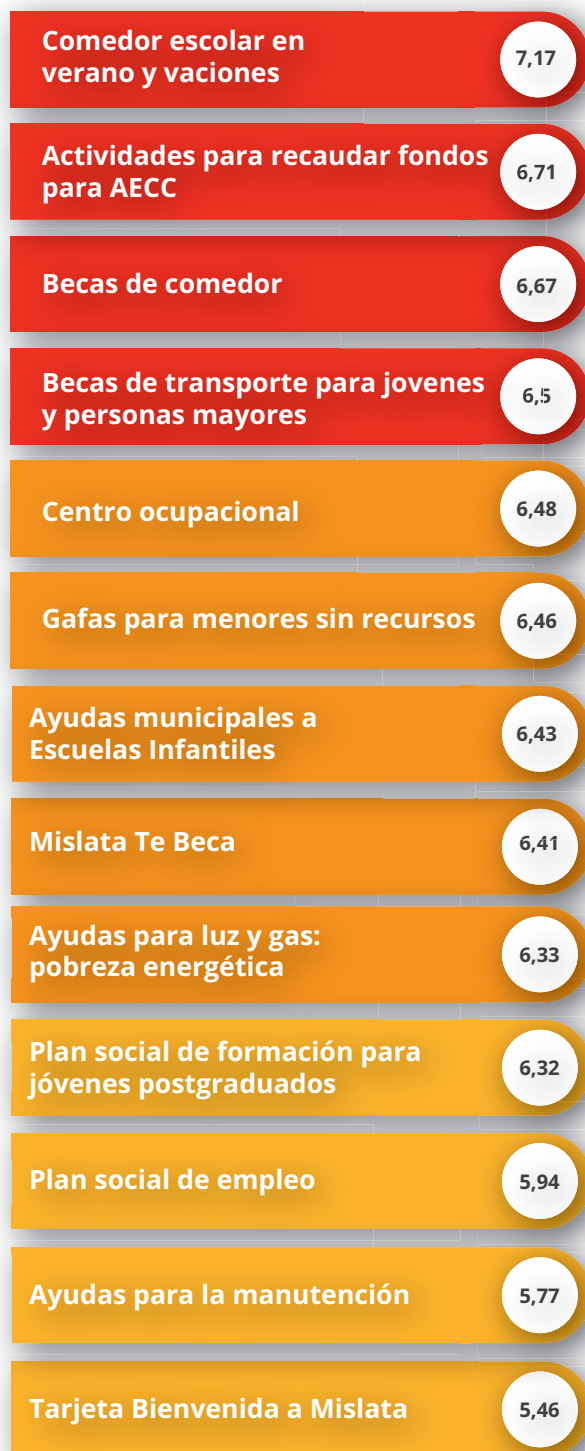 Comedor escolar en
verano y vaciones
7,17
Actividades para recaudar fondos
para AECC
6,71
Becas de comedor
6,67
Becas de transporte para jovenes
y personas mayores
6,5
Centro ocupacional
6,48
Gafas para menores sin recursos
6,46
Ayudas municipales a
Escuelas Infantiles
6,43
Mislata Te Beca
6,41
Ayudas para luz y gas:
pobreza energética
6,33
Plan social de formación para
jóvenes postgraduados
6,32
Plan social de empleo
5,94
Ayudas para la manutención
5,77
Tarjeta Bienvenida a Mislata
5,46